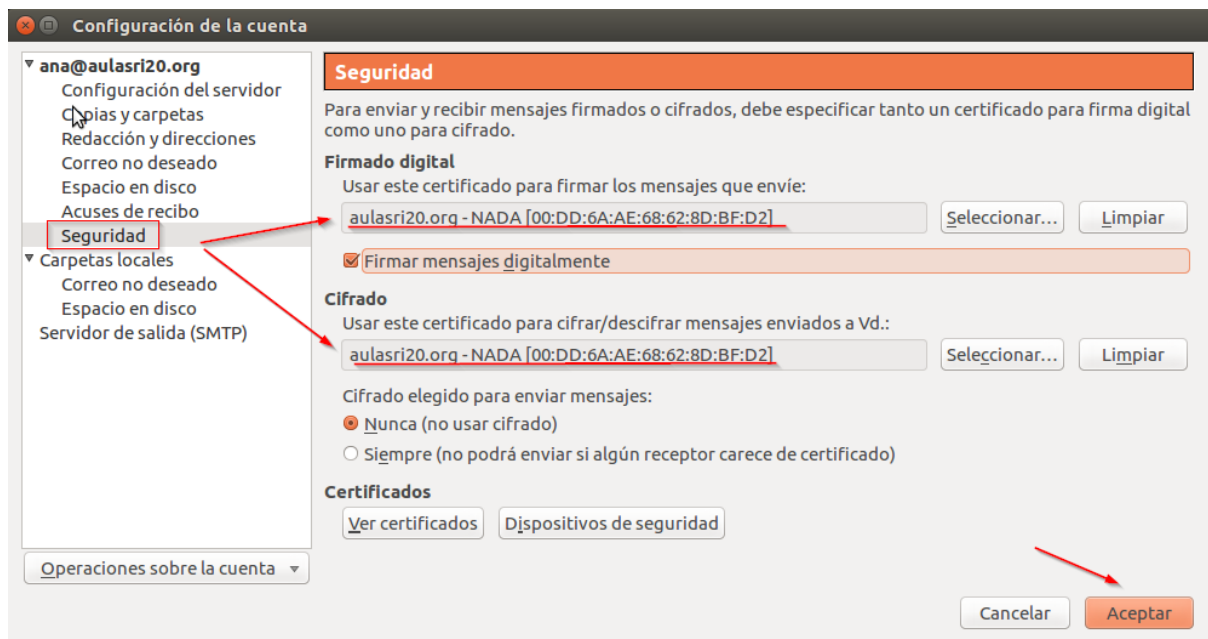 Configuración de la cuenta
ana@aulasri20.org
Configuración del servidor
Copias y carpetas
Redacción y direcciones
Correo no deseado
Espacio en disco
Acuses de recibo
Seguridad
Carpetas locales
Correo no deseado
Espacio en disco
Servidor de salida (SMTP)
Operaciones sobre la cuenta
Seguridad
Para enviar y recibir mensajes firmados o cifrados, debe especificar tanto un certificado para firma digital
como uno para cifrado.
Firmado digital
Usar este certificado para firmar los mensajes que envíe:
aulasri20.org - NADA [00:DD:6A:AE:68:62:8D:BF:D2]
Seleccionar...
Limpiar
Firmar mensajes digitalmente
Cifrado
Usar este certificado para cifrar/descifrar mensajes enviados a Vd.:
aulasri20.org - NADA [00:DD:6A:AE:68:62:8D:BF:D2]
Seleccionar...
Limpiar
Cifrado elegido para enviar mensajes:
Nunca (no usar cifrado)
Siempre (no podrá enviar si algún receptor carece de certificado)
Certificados
Ver certificados
Dispositivos de seguridad
Cancelar
Aceptar